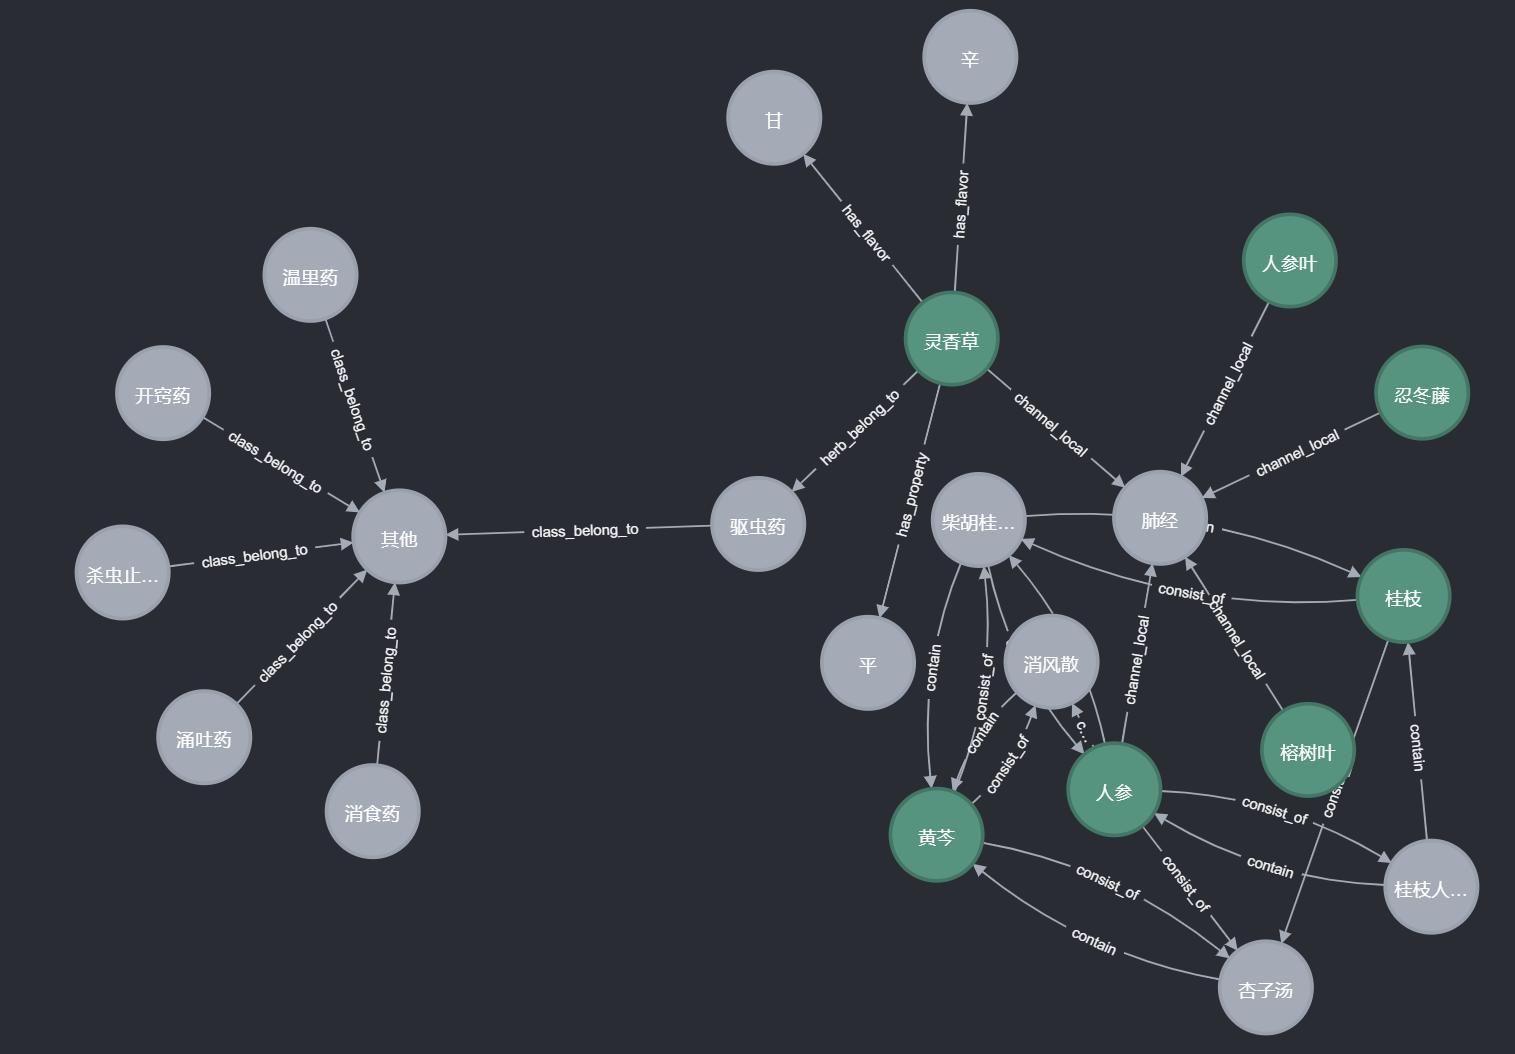 辛
甘
has_flavor
has_flavor
人参叶
温里药
灵香草
channel_local
class_belong_to
开窍药
忍冬藤
herb_belong_to
channel_local
channel_local
class_belong_to
has_property
驱虫药
柴胡桂...
肺经
n
其他
class_belong_to
class_belong_to
杀虫止...
consist_of
桂枝
class_belong_to
channel_local
平
contain
consist_of
消风散
channel_local
class_belong_to
涌吐药
contain
c...
consist_of
contain
榕树叶
消食药
人参
consist_of
cons
黄芩
contain
consist_of
consist_of
桂枝人...
contain
杏子汤